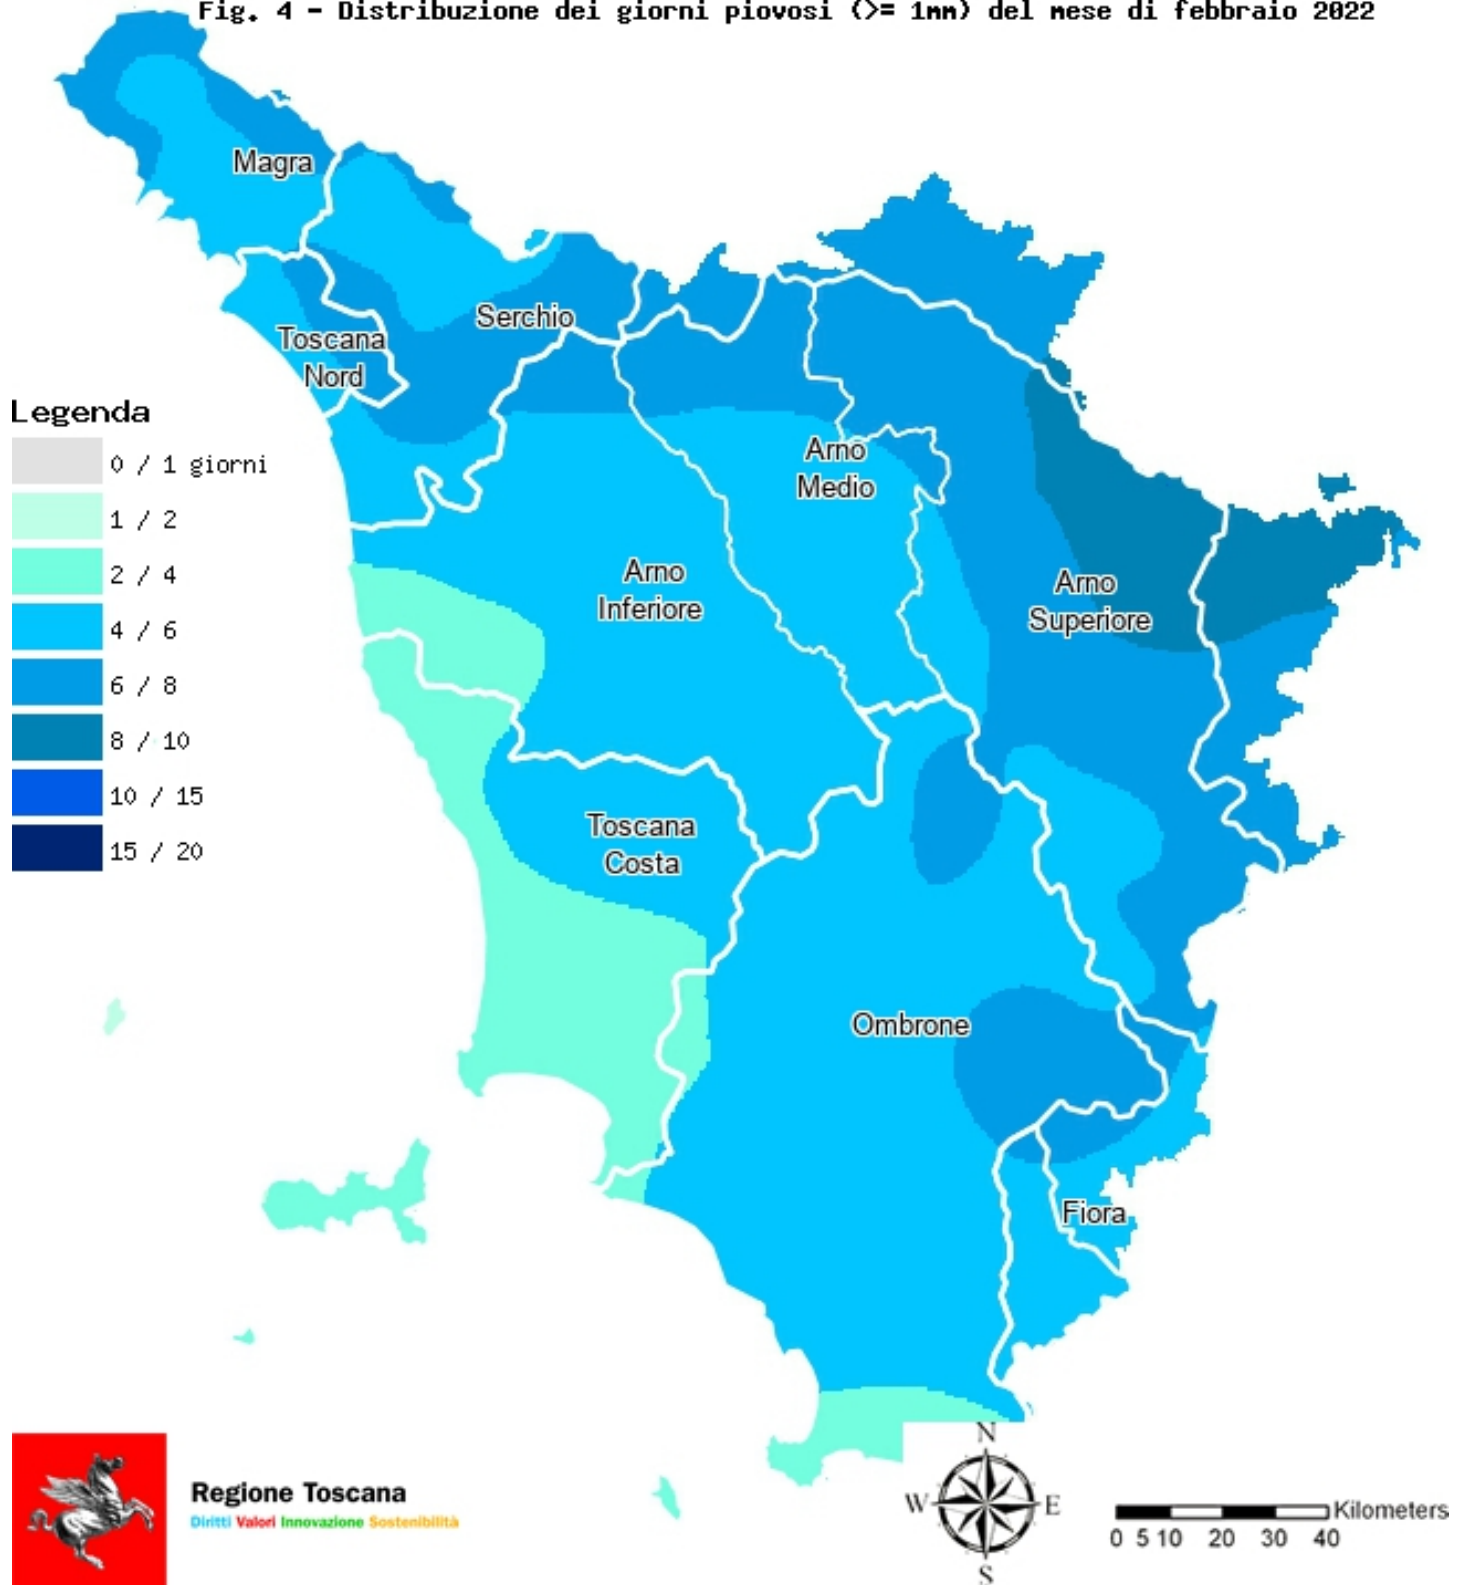 Fig. 4 - Distribuzione dei giorni piovosi (>= 1mm) del mese di febbraio 2022
Magra
Serchio
Toscana
Nord
Legenda
0 / 1 giorni
1 / 2
2 / 4
4 / 6
6 / 8
8 / 10
10 / 15
15 / 20
Arno
Medio
Arno
Inferiore
Arno
Superiore
Toscana
Costa
Ombrone
Fiora
Regione Toscana
Diritti Valori Innovazione Sostenibilità
N
W E
S
Kilometers
0 5 10 20 30 40